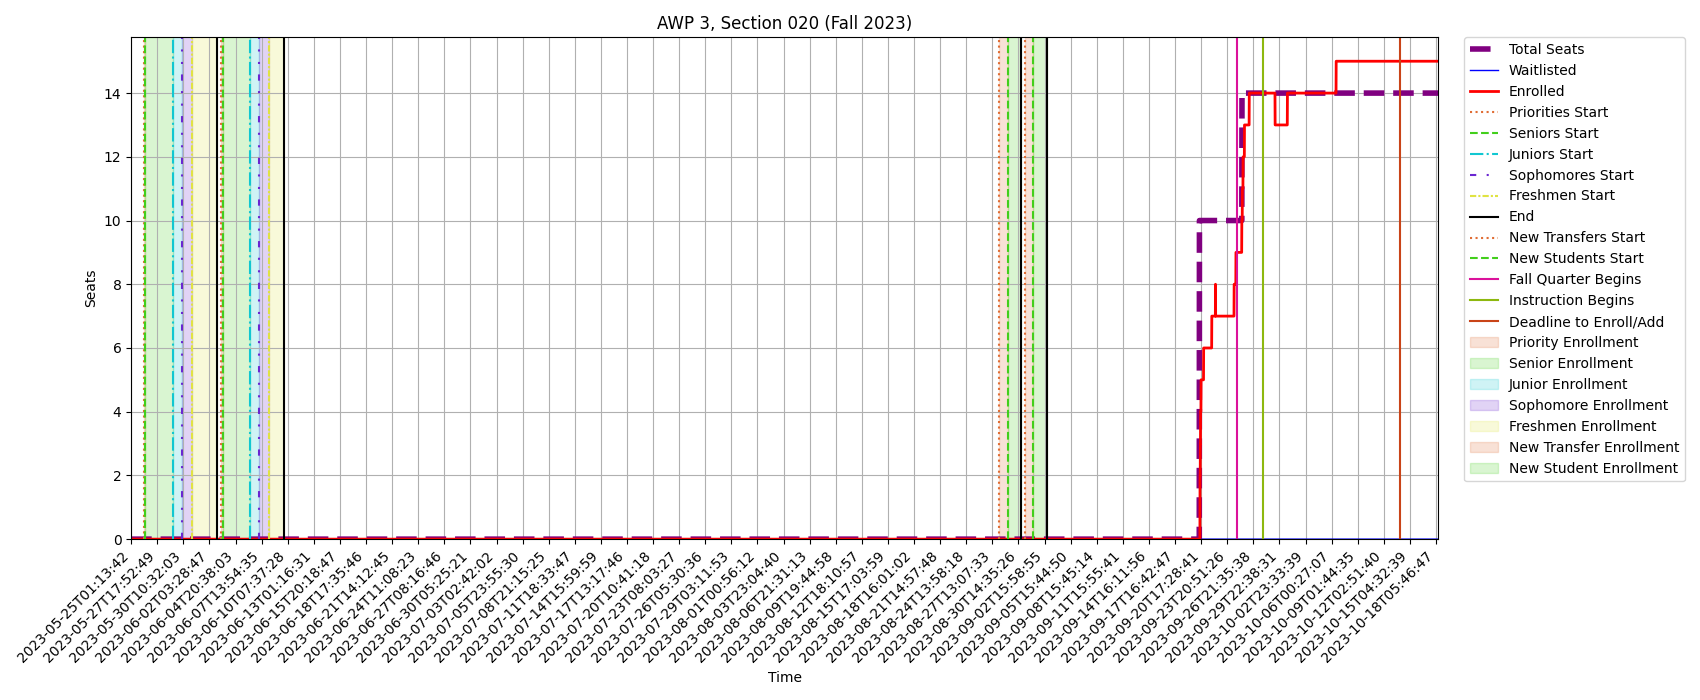 AWP 3, Section 020 (Fall 2023)
Seats
14
12
10
8
6
4
2
0
2023-05-25T01:13:42
2023-05-27T17:52:49
2023-05-30T10:32:03
2023-06-02T03:28:47
2023-06-04T20:38:03
2023-06-07T13:54:35
2023-06-10T07:37:28
2023-06-13T01:16:31
2023-06-15T20:18:47
2023-06-18T17:35:46
2023-06-21T14:12:45
2023-06-24T11:08:23
2023-06-27T08:16:46
2023-06-30T05:25:21
2023-07-03T02:42:02
2023-07-05T23:55:30
2023-07-08T21:15:25
2023-07-11T18:33:47
2023-07-14T15:59:59
2023-07-17T13:17:46
2023-07-20T10:41:18
2023-07-23T08:03:27
2023-07-26T05:30:36
2023-07-29T03:11:53
2023-08-01T00:56:12
2023-08-03T23:04:40
2023-08-06T21:31:13
2023-08-09T19:44:58
2023-08-12T18:10:57
2023-08-15T17:03:59
2023-08-18T16:01:02
2023-08-21T14:57:48
2023-08-24T13:58:18
2023-08-27T13:07:33
2023-08-30T14:35:26
2023-09-02T15:58:55
2023-09-05T15:44:50
2023-09-08T15:45:14
2023-09-11T15:55:41
2023-09-14T16:11:56
2023-09-17T16:42:47
2023-09-20T17:28:41
2023-09-23T20:51:26
2023-09-26T21:35:38
2023-09-29T22:38:31
2023-10-02T23:33:39
2023-10-06T00:27:07
2023-10-09T01:44:35
2023-10-12T02:51:40
2023-10-15T04:32:39
2023-10-18T05:46:47
Time
Total Seats
Waitlisted
Enrolled
Priorities Start
Seniors Start
Juniors Start
Sophomores Start
Freshmen Start
End
New Transfers Start
New Students Start
Fall Quarter Begins
Instruction Begins
Deadline to Enroll/Add
Priority Enrollment
Senior Enrollment
Junior Enrollment
Sophomore Enrollment
Freshmen Enrollment
New Transfer Enrollment
New Student Enrollment